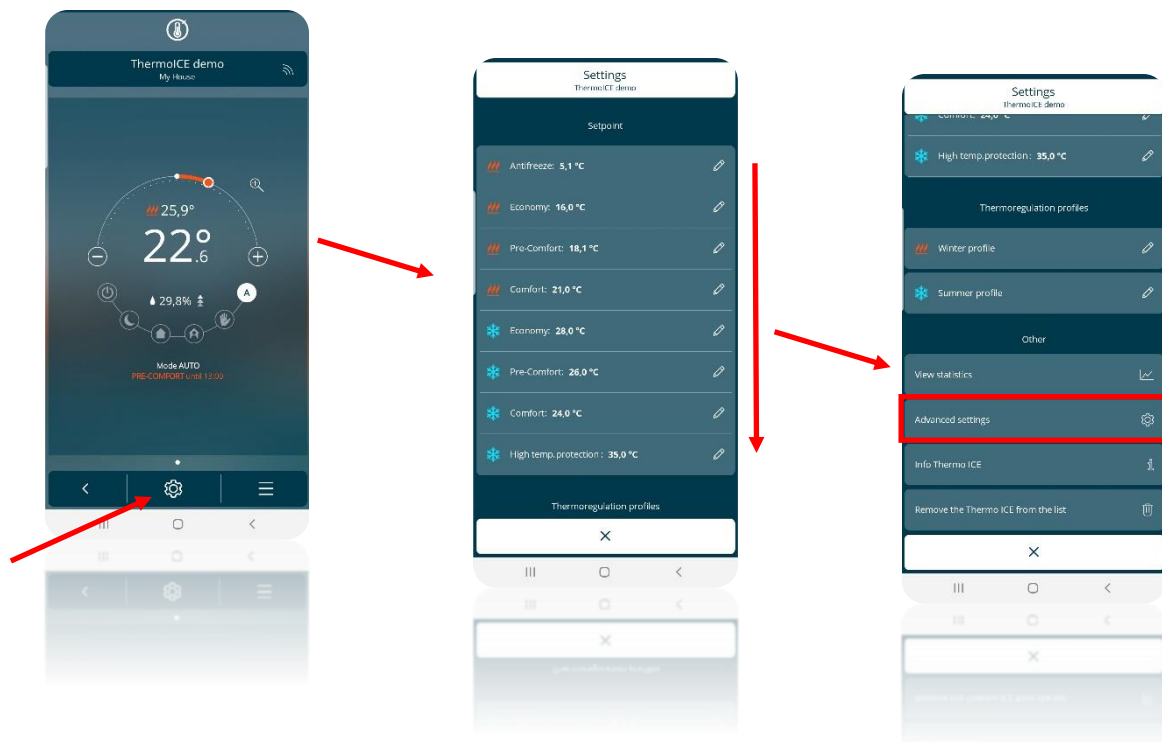 ThermoICE demo
My House
25,9°
22°.6
29,8%
A
Mode AUTO
PRE-COMFORT until 13:00
Settings
ThermoICE demo
Setpoint
Antifreeze: 5,1 °C
Economy: 16,0 °C
Pre-Comfort: 18,1 °C
Comfort: 21,0 °C
Economy: 28,0 °C
Pre-Comfort: 26,0 °C
Comfort: 24,0 °C
High temp.protection : 35,0 °C
Thermoregulation profiles
Settings
ThermoICE demo
Comfort: 24,0 °C
High temp.protection : 35,0 °C
Thermoregulation profiles
Winter profile
Summer profile
Other
View statistics
Advanced settings
Info Thermo ICE
Remove the Thermo ICE from the list